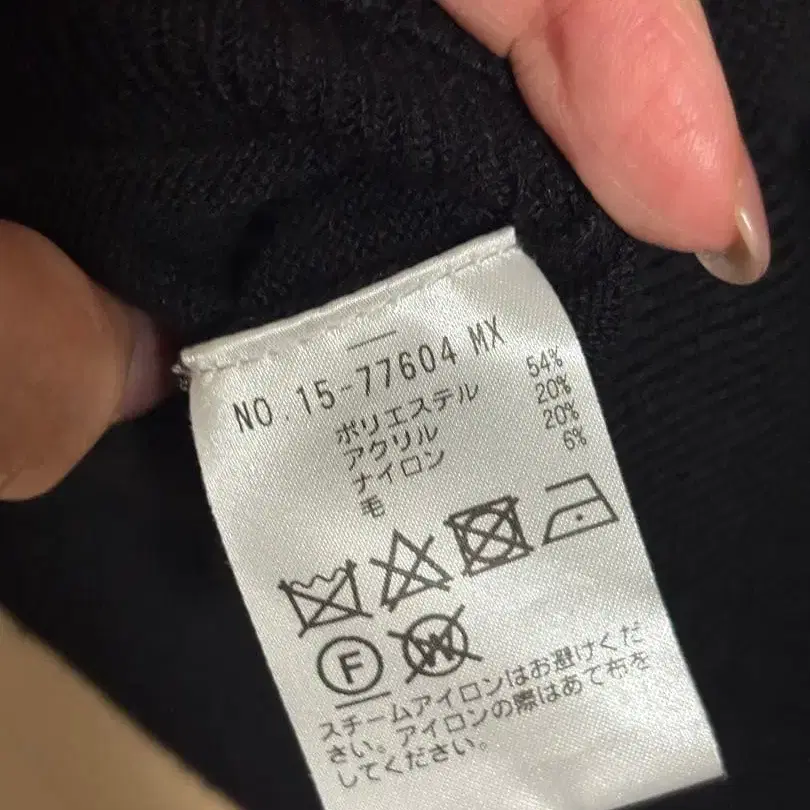 NO.15-77604 MX
ポリエステル 54%
アクリル 20%
ナイロン 20%
毛 6%
F W
スチームアイロンはお避けくだ
さい。アイロンの際はあて布を
してください。